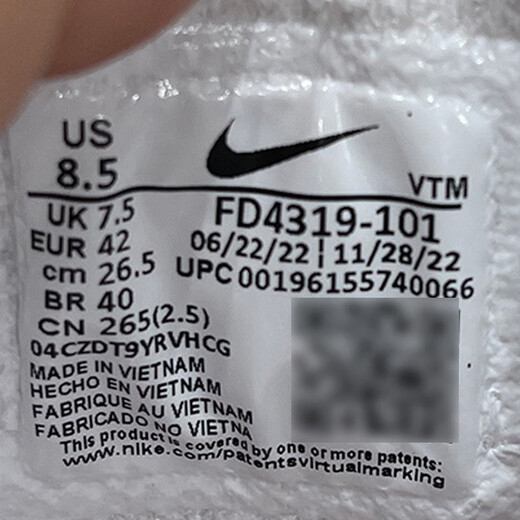 US
8.5
VTM
UK 7.5
FD4319-101
EUR 42
06/22/22 | 11/28/22
cm 26.5
UPC 00196155740066
BR 40
CN 265(2.5)
04CZDT9YRVHCG
MADE IN VIETNAM
HECHO EN VIETNAM
FABRIQUE AU VIETNAM
FABRICADO NO VIETNA
This product is covered by one or more patents:
www.nike.com/patentsvirtualmarking